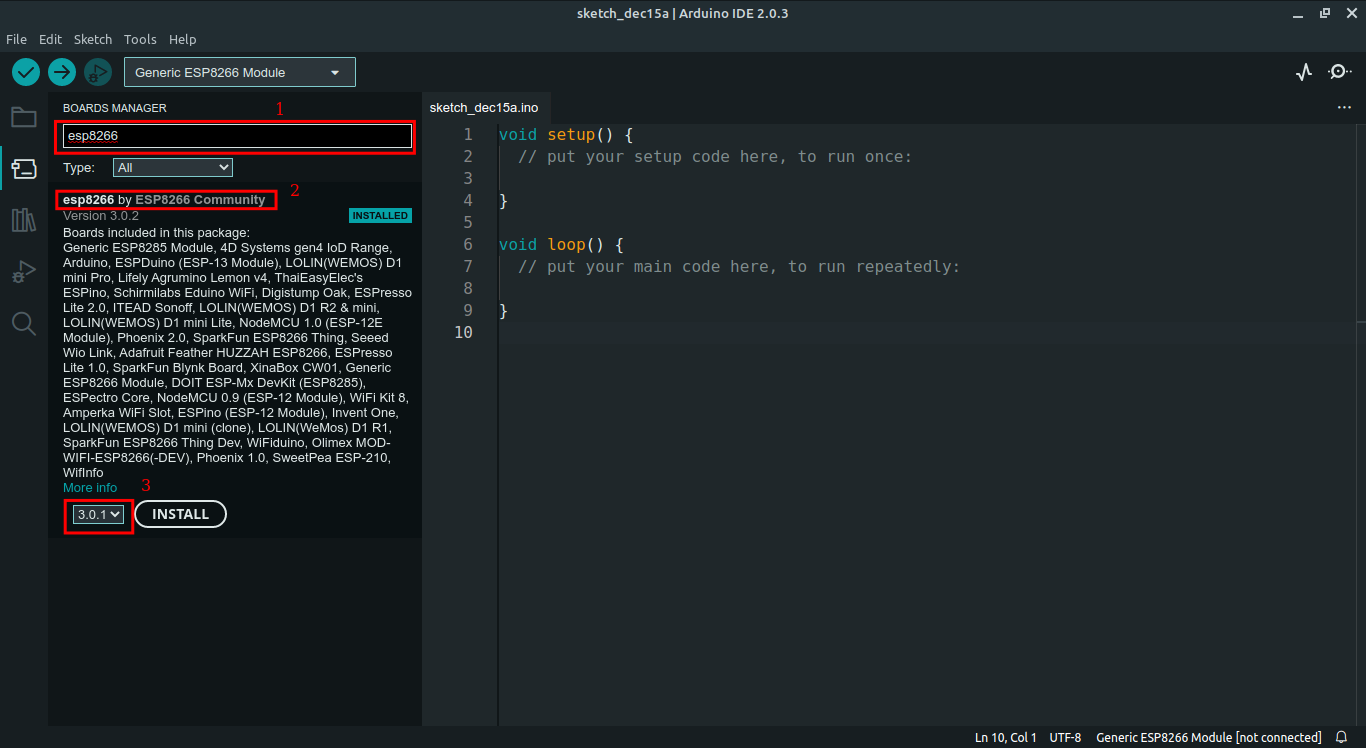 sketch_dec15a | Arduino IDE 2.0.3
File Edit Sketch Tools Help
Generic ESP8266 Module
BOARDS MANAGER
1
esp8266
Type: All
esp8266 by ESP8266 Community
2
Version 3.0.2
INSTALLED
Boards included in this package:
Generic ESP8285 Module, 4D Systems gen4 IoD Range,
Arduino, ESPDuino (ESP-13 Module), LOLIN(WEMOS) D1
mini Pro, Lifely Agrumino Lemon v4, ThaiEasyElec's
ESPino, Schirmilabs Eduino WiFi, Digistump Oak, ESPresso
Lite 2.0, ITEAD Sonoff, LOLIN(WEMOS) D1 R2 & mini,
LOLIN(WEMOS) D1 mini Lite, NodeMCU 1.0 (ESP-12E
Module), Phoenix 2.0, SparkFun ESP8266 Thing, Seeed
Wio Link, Adafruit Feather HUZZAH ESP8266, ESPresso
Lite 1.0, SparkFun Blynk Board, XinaBox CW01, Generic
ESP8266 Module, DOIT ESP-Mx DevKit (ESP8285),
ESPectro Core, NodeMCU 0.9 (ESP-12 Module), WiFi Kit 8,
Amperka WiFi Slot, ESPino (ESP-12 Module), Invent One,
LOLIN(WEMOS) D1 mini (clone), LOLIN(WeMos) D1 R1,
SparkFun ESP8266 Thing Dev, WiFiduino, Olimex MOD-
WIFI-ESP8266(-DEV), Phoenix 1.0, SweetPea ESP-210,
WifInfo
More info
3
3.0.1 INSTALL
sketch_dec15a.ino
1 void setup() {
2 // put your setup code here, to run once:
3
4 }
5
6 void loop() {
7 // put your main code here, to run repeatedly:
8
9 }
10
Ln 10, Col 1 UTF-8 Generic ESP8266 Module [not connected]